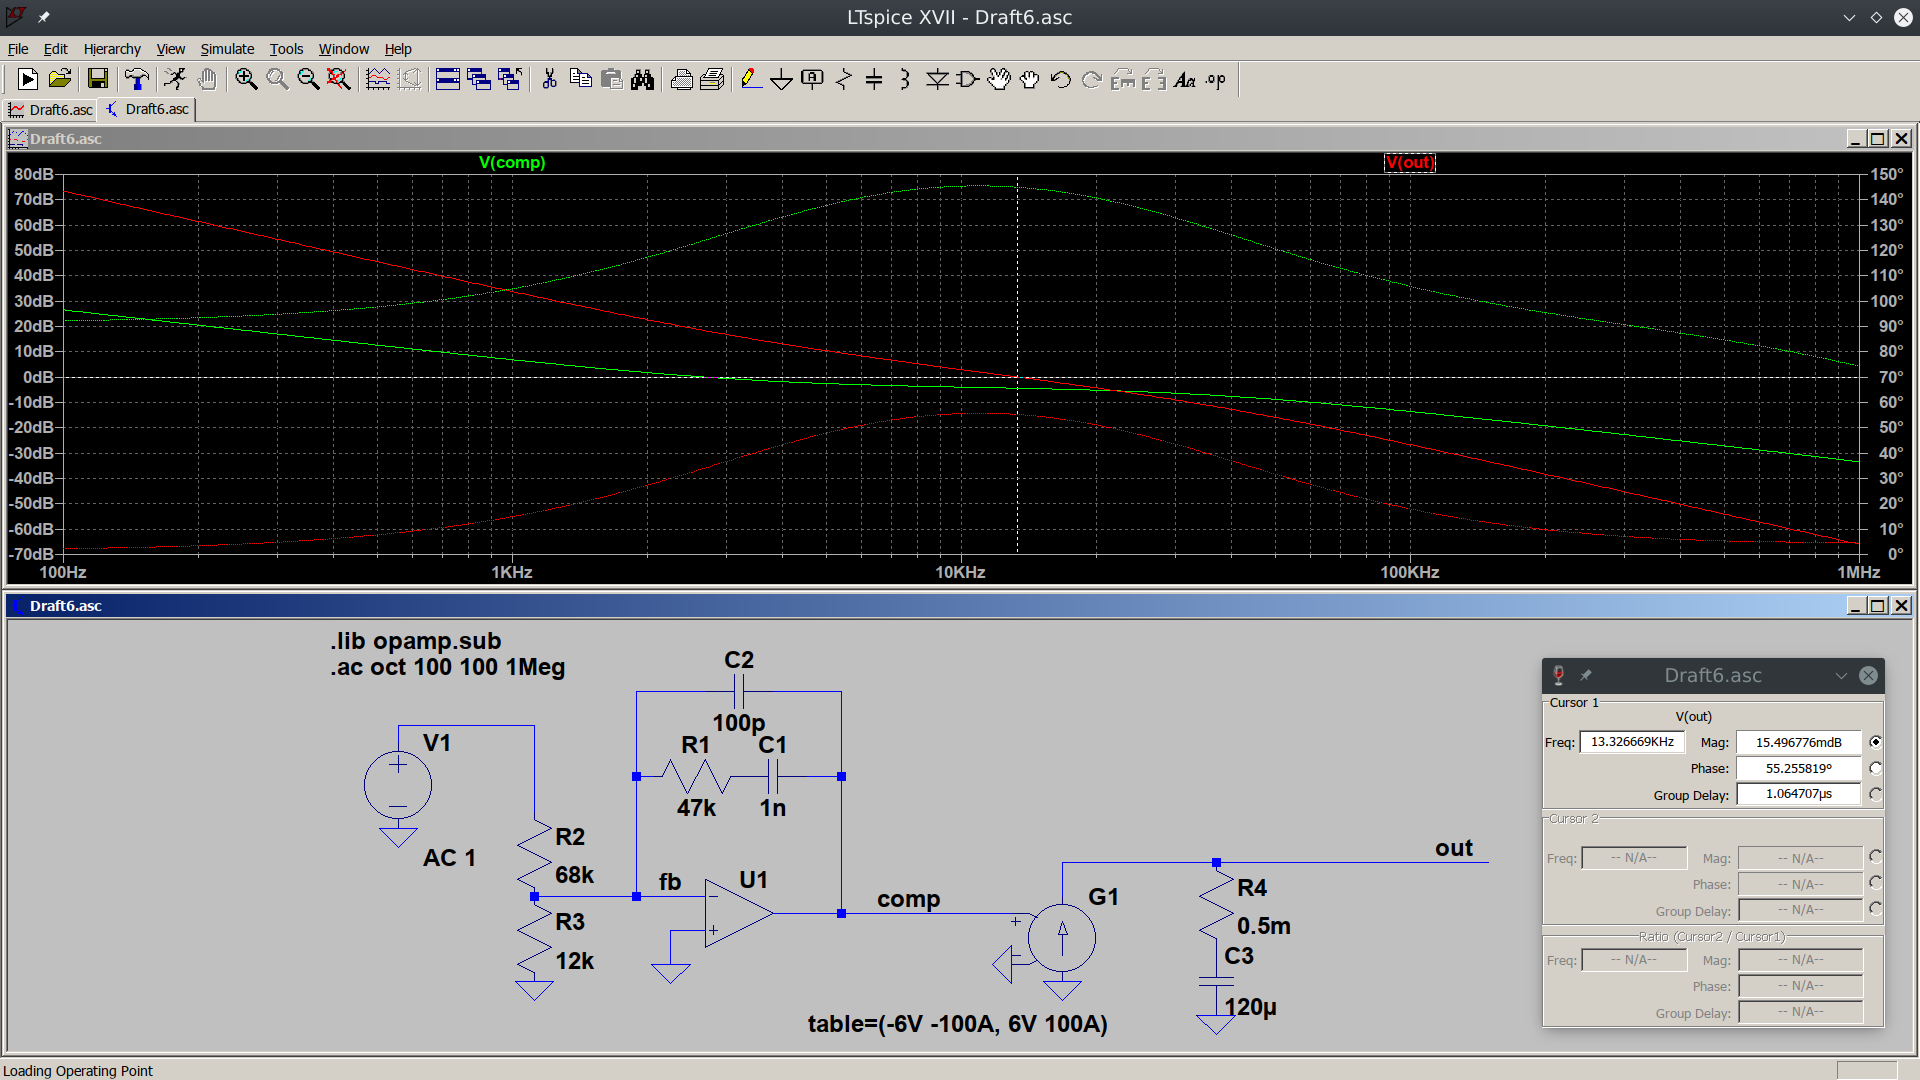 LTspice XVII - Draft6.asc
File Edit Hierarchy View Simulate Tools Window Help
Draft6.asc Draft6.asc
Draft6.asc
V(comp) V(out)
80dB 150°
70dB 140°
60dB 130°
50dB 120°
40dB 110°
30dB 100°
20dB 90°
10dB 80°
0dB 70°
-10dB 60°
-20dB 50°
-30dB 40°
-40dB 30°
-50dB 20°
-60dB 10°
-70dB 0°
100Hz 1KHz 10KHz 100KHz 1MHz
Draft6.asc
.lib opamp.sub
.ac oct 100 100 1Meg
V1
AC 1
R2
68k
R3
12k
C2
100p
R1 C1
47k 1n
fb
U1
comp
G1
table=(-6V -100A, 6V 100A)
out
R4
0.5m
C3
120µ
Draft6.asc
Cursor 1
V(out)
Freq: 13.326669KHz Mag: 15.496776mdB
Phase: 55.255819°
Group Delay: 1.064707µs
Cursor 2
Freq: -- N/A-- Mag: -- N/A--
Phase: -- N/A--
Group Delay: -- N/A--
Ratio (Cursor2 / Cursor1)
Freq: -- N/A-- Mag: -- N/A--
Phase: -- N/A--
Group Delay: -- N/A--
Loading Operating Point